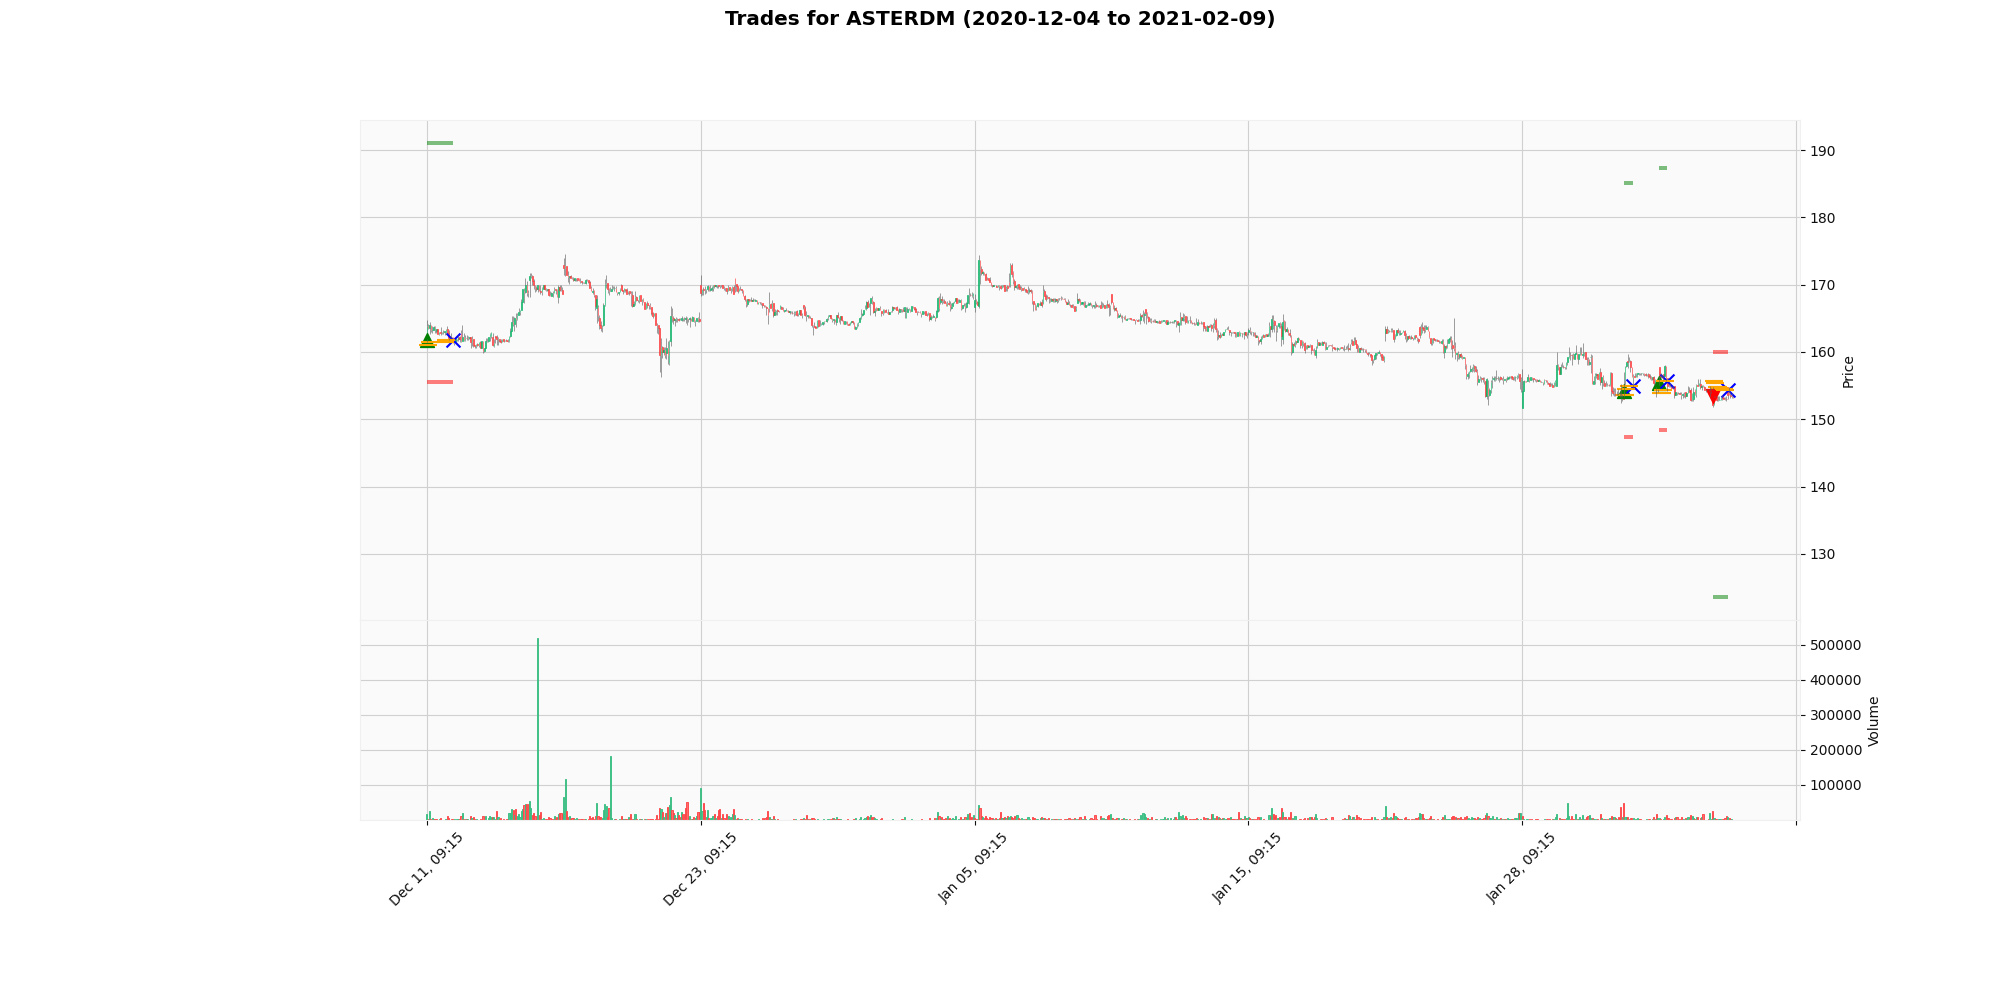 Trades for ASTERDM (2020-12-04 to 2021-02-09)
190
180
170
160
150
140
130
Price
500000
400000
300000
200000
100000
Volume
Dec 11, 09:15
Dec 23, 09:15
Jan 05, 09:15
Jan 15, 09:15
Jan 28, 09:15